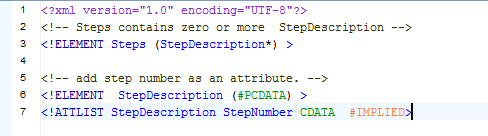 1 <?xml version="1.0" encoding="UTF-8"?>
2 <!-- Steps contains zero or more  StepDescription -->
3 <!ELEMENT Steps (StepDescription*) >
4
5 <!-- add step number as an attribute. -->
6 <!ELEMENT  StepDescription (#PCDATA) >
7 <!ATTLIST StepDescription StepNumber CDATA  #IMPLIED>